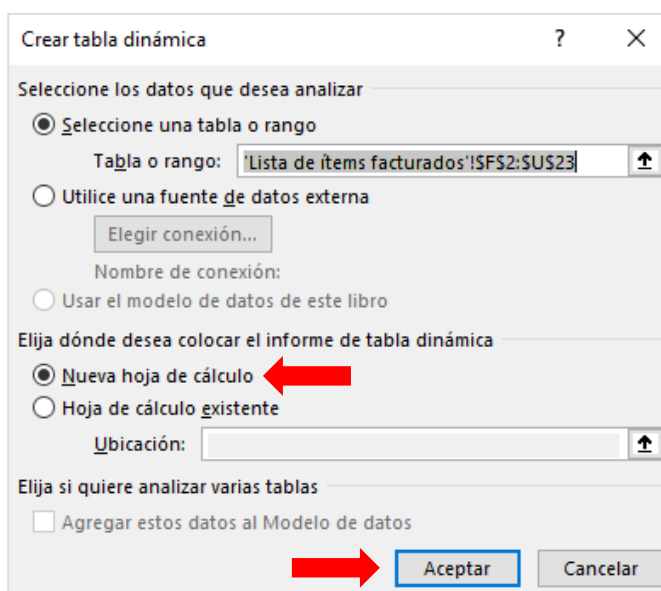 Crear tabla dinámica ?
Seleccione los datos que desea analizar
Seleccione una tabla o rango
Tabla o rango: 'Lista de ítems facturados'!$F$2:$U$23
Utilice una fuente de datos externa
Elegir conexión...
Nombre de conexión:
Usar el modelo de datos de este libro
Elija dónde desea colocar el informe de tabla dinámica
Nueva hoja de cálculo
Hoja de cálculo existente
Ubicación:
Elija si quiere analizar varias tablas
Agregar estos datos al Modelo de datos
Aceptar Cancelar